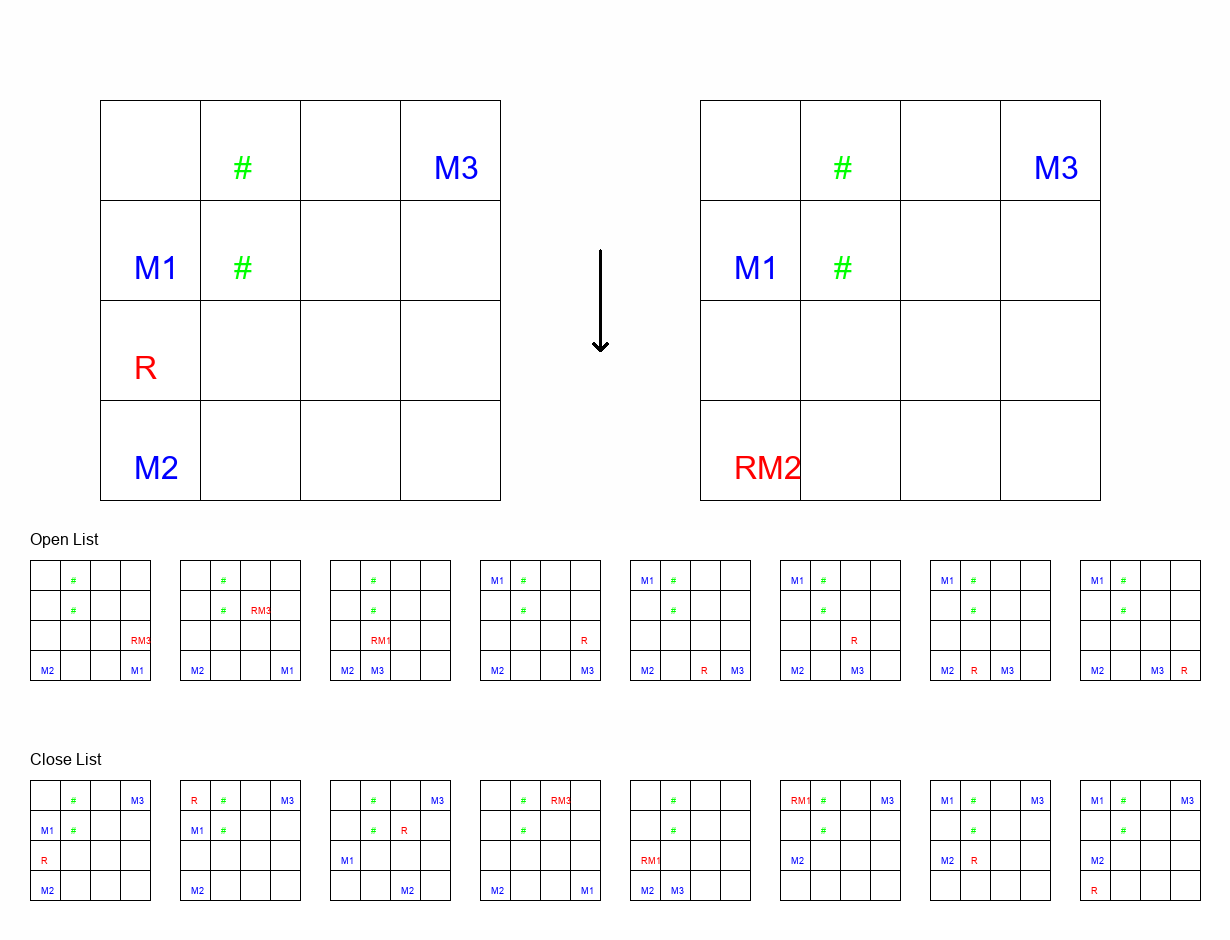 # M3 # M3
M1 # M1 #
R
M2 RM2
Open List
# # # M1 # M1 # M1 # M1 # M1 #
# # RM3 # # # # # #
RM3 RM1 R R
M2 M1 M2 M1 M2 M3 M2 M3 M2 R M3 M2 M3 M2 R M3 M2 M3 R
Close List
# M3 R # M3 # M3 # RM3 # RM1 # M3 M1 # M3 M1 # M3
M1 # M1 # # R # # # # #
R M1 RM1 M2 M2 R M2
M2 M2 M2 M2 M1 M2 M3 R